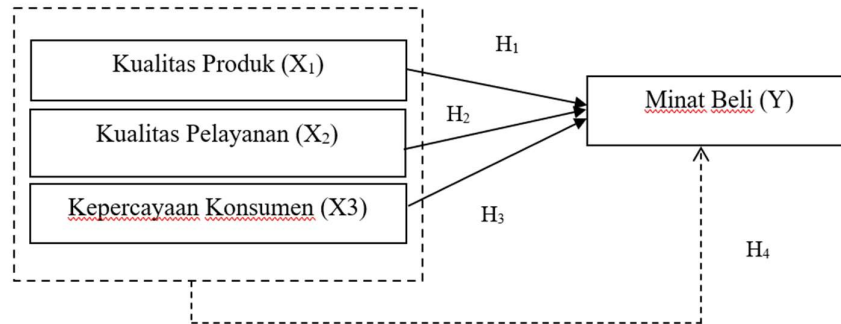 H₁
Kualitas Produk (X₁)
Minat Beli (Y)
H₂
Kualitas Pelayanan (X₂)
Kepercayaan Konsumen (X3)
H₃
H₄